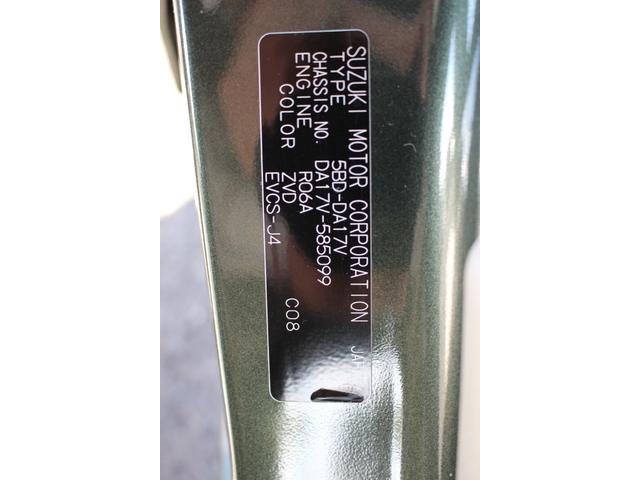 SUZUKI MOTOR CORPORATION
TYPE 5BD-DA17V
CHASSIS NO. DA17V-585099
ENGINE R06A
COLOR ZVD C08
EVCS-J4